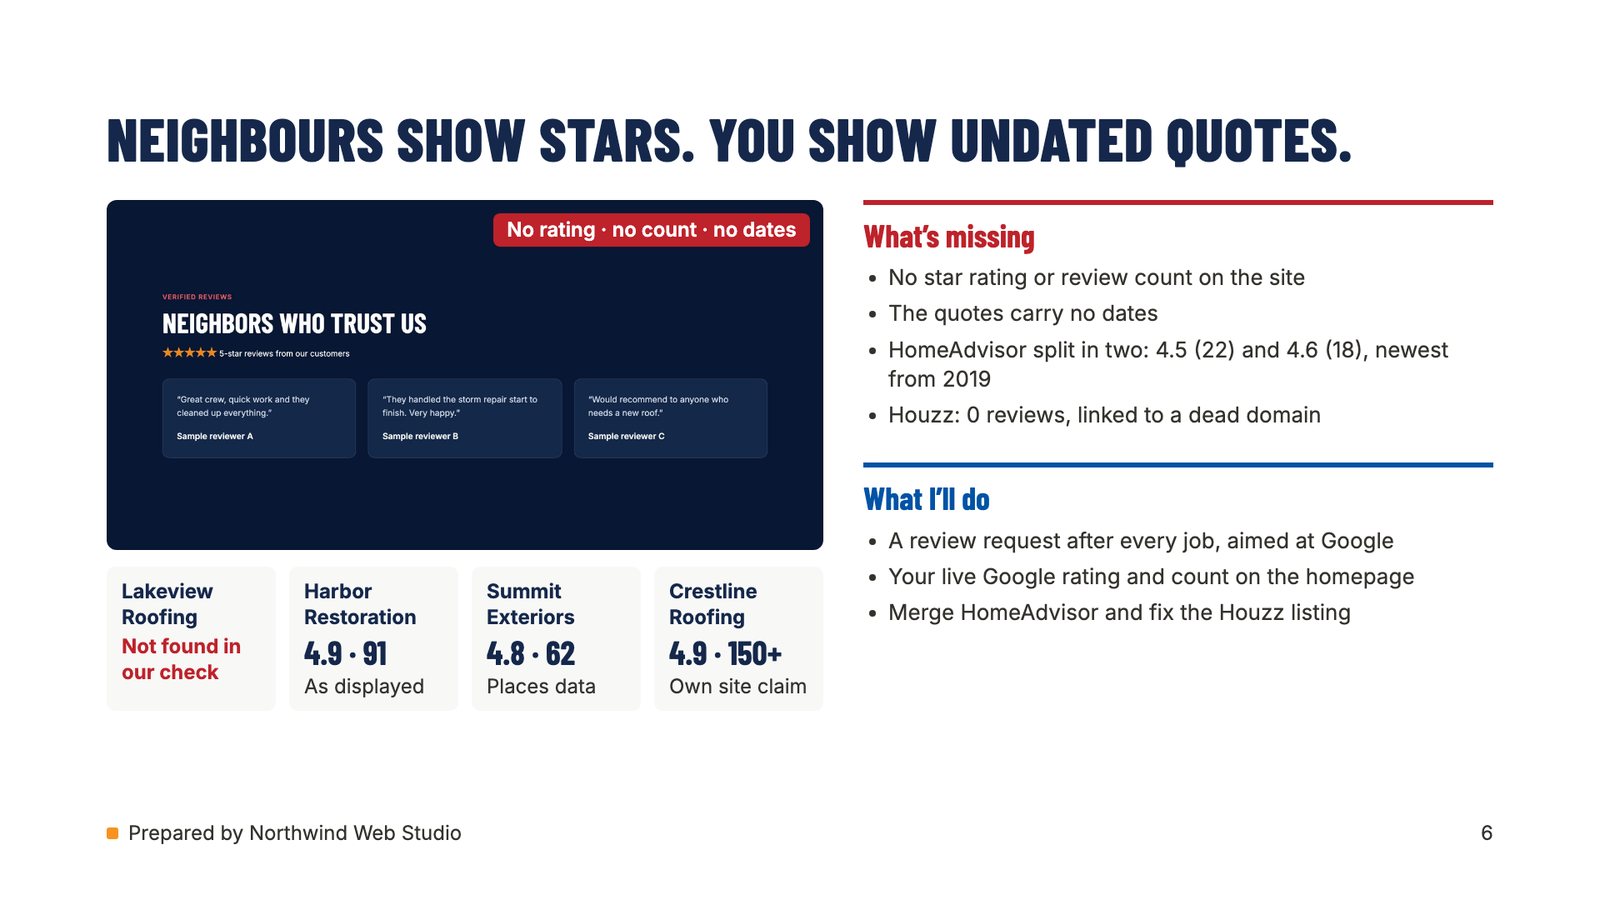 NEIGHBOURS SHOW STARS. YOU SHOW UNDATED QUOTES.
No rating · no count · no dates
VERIFIED REVIEWS
NEIGHBORS WHO TRUST US
★★★★★ 5-star reviews from our customers
“Great crew, quick work and they
cleaned up everything.”
Sample reviewer A
“They handled the storm repair start to
finish. Very happy.”
Sample reviewer B
“Would recommend to anyone who
needs a new roof.”
Sample reviewer C
Lakeview
Roofing
Not found in
our check
Harbor
Restoration
4.9 · 91
As displayed
Summit
Exteriors
4.8 · 62
Places data
Crestline
Roofing
4.9 · 150+
Own site claim
What’s missing
• No star rating or review count on the site
• The quotes carry no dates
• HomeAdvisor split in two: 4.5 (22) and 4.6 (18), newest
from 2019
• Houzz: 0 reviews, linked to a dead domain
What I’ll do
• A review request after every job, aimed at Google
• Your live Google rating and count on the homepage
• Merge HomeAdvisor and fix the Houzz listing
Prepared by Northwind Web Studio
6